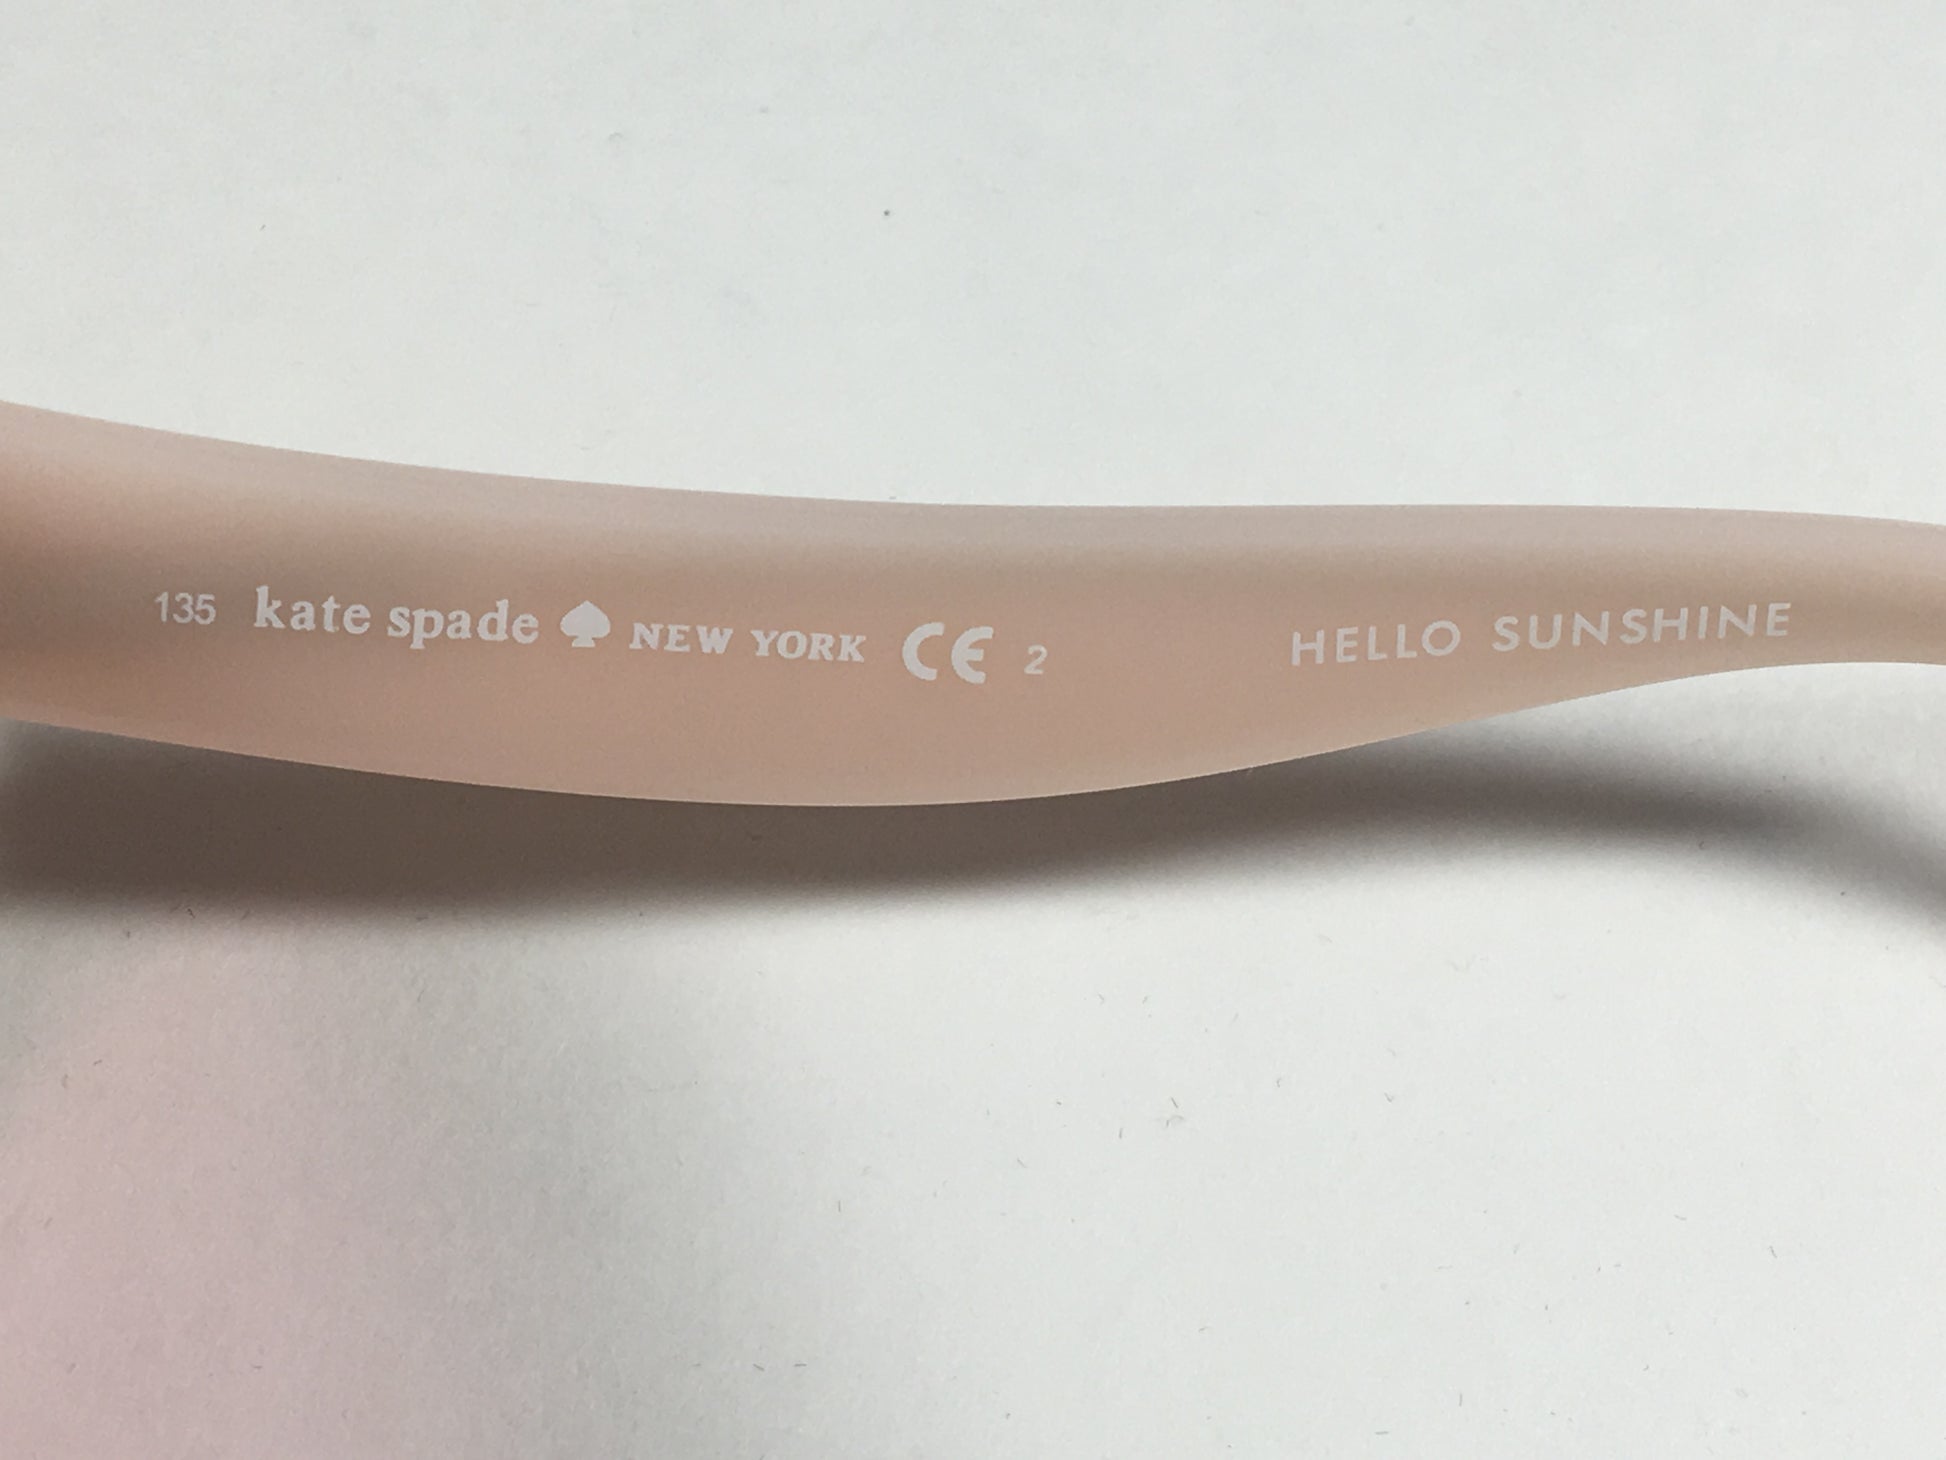 135 kate spade ♠ NEW YORK CE 2 HELLO SUNSHINE